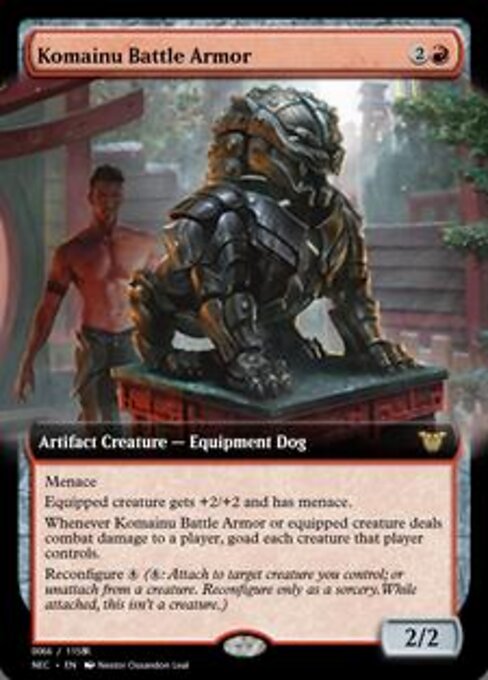 Komainu Battle Armor 2
Artifact Creature — Equipment Dog
Menace
Equipped creature gets +2/+2 and has menace.
Whenever Komainu Battle Armor or equipped creature deals
combat damage to a player, goad each creature that player
controls.
Reconfigure ( : Attach to target creature you control; or
unattach from a creature. Reconfigure only as a sorcery. While
attached, this isn't a creature.)
2/2
0066 /
NEC • EN Nestor Ossandon Leal